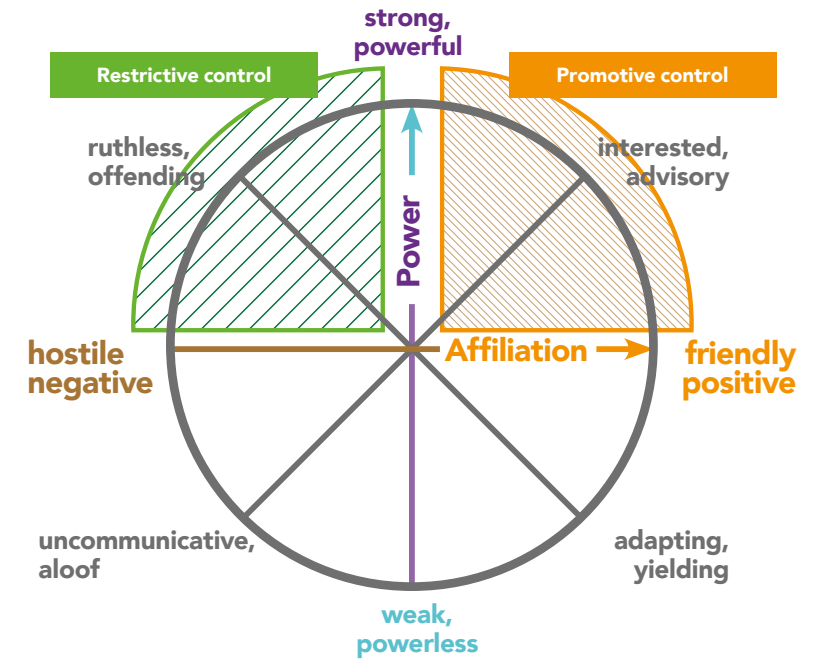 strong,
powerful
Restrictive control
Promotive control
ruthless,
offending
interested,
advisory
Power
hostile
negative
Affiliation
friendly
positive
uncommunicative,
aloof
adapting,
yielding
weak,
powerless